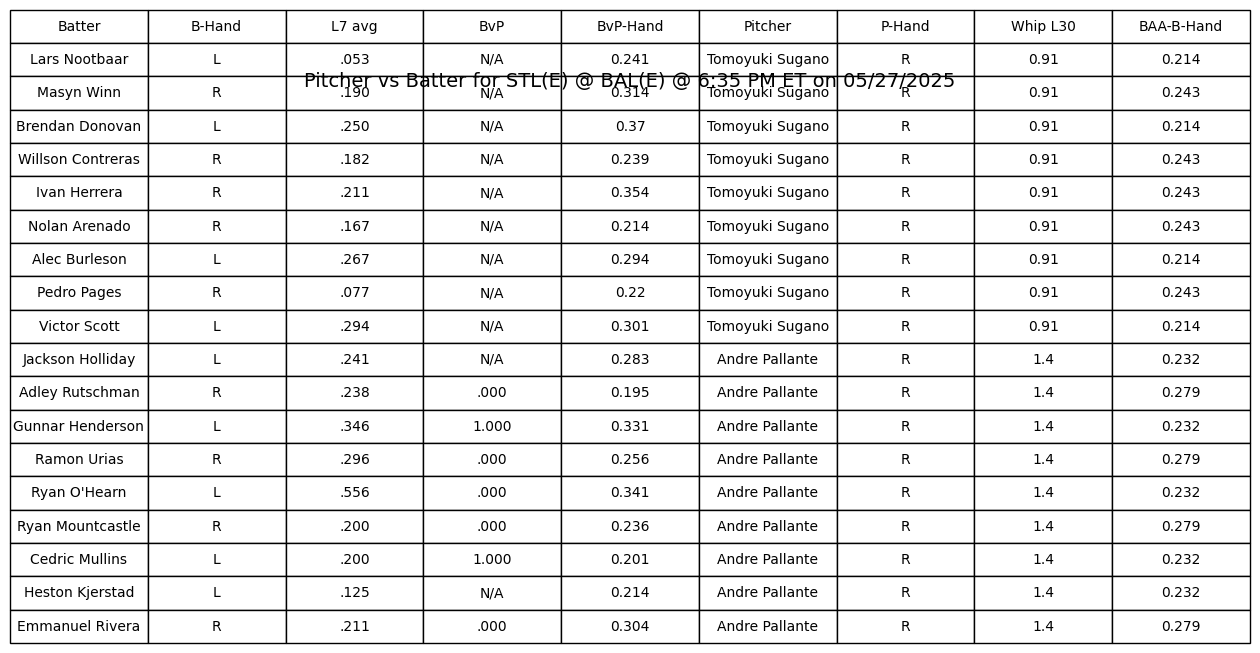 Batter B-Hand L7 avg BvP BvP-Hand Pitcher P-Hand Whip L30 BAA-B-Hand
Lars Nootbaar L .053 N/A 0.241 Tomoyuki Sugano R 0.91 0.214
Pitcher vs Batter for STL(E) @ BAL(E) @ 6:35 PM ET on 05/27/2025
Masyn Winn R .190 N/A 0.314 Tomoyuki Sugano R 0.91 0.243
Brendan Donovan L .250 N/A 0.37 Tomoyuki Sugano R 0.91 0.214
Willson Contreras R .182 N/A 0.239 Tomoyuki Sugano R 0.91 0.243
Ivan Herrera R .211 N/A 0.354 Tomoyuki Sugano R 0.91 0.243
Nolan Arenado R .167 N/A 0.214 Tomoyuki Sugano R 0.91 0.243
Alec Burleson L .267 N/A 0.294 Tomoyuki Sugano R 0.91 0.214
Pedro Pages R .077 N/A 0.22 Tomoyuki Sugano R 0.91 0.243
Victor Scott L .294 N/A 0.301 Tomoyuki Sugano R 0.91 0.214
Jackson Holliday L .241 N/A 0.283 Andre Pallante R 1.4 0.232
Adley Rutschman R .238 .000 0.195 Andre Pallante R 1.4 0.279
Gunnar Henderson L .346 1.000 0.331 Andre Pallante R 1.4 0.232
Ramon Urias R .296 .000 0.256 Andre Pallante R 1.4 0.279
Ryan O'Hearn L .556 .000 0.341 Andre Pallante R 1.4 0.232
Ryan Mountcastle R .200 .000 0.236 Andre Pallante R 1.4 0.279
Cedric Mullins L .200 1.000 0.201 Andre Pallante R 1.4 0.232
Heston Kjerstad L .125 N/A 0.214 Andre Pallante R 1.4 0.232
Emmanuel Rivera R .211 .000 0.304 Andre Pallante R 1.4 0.279